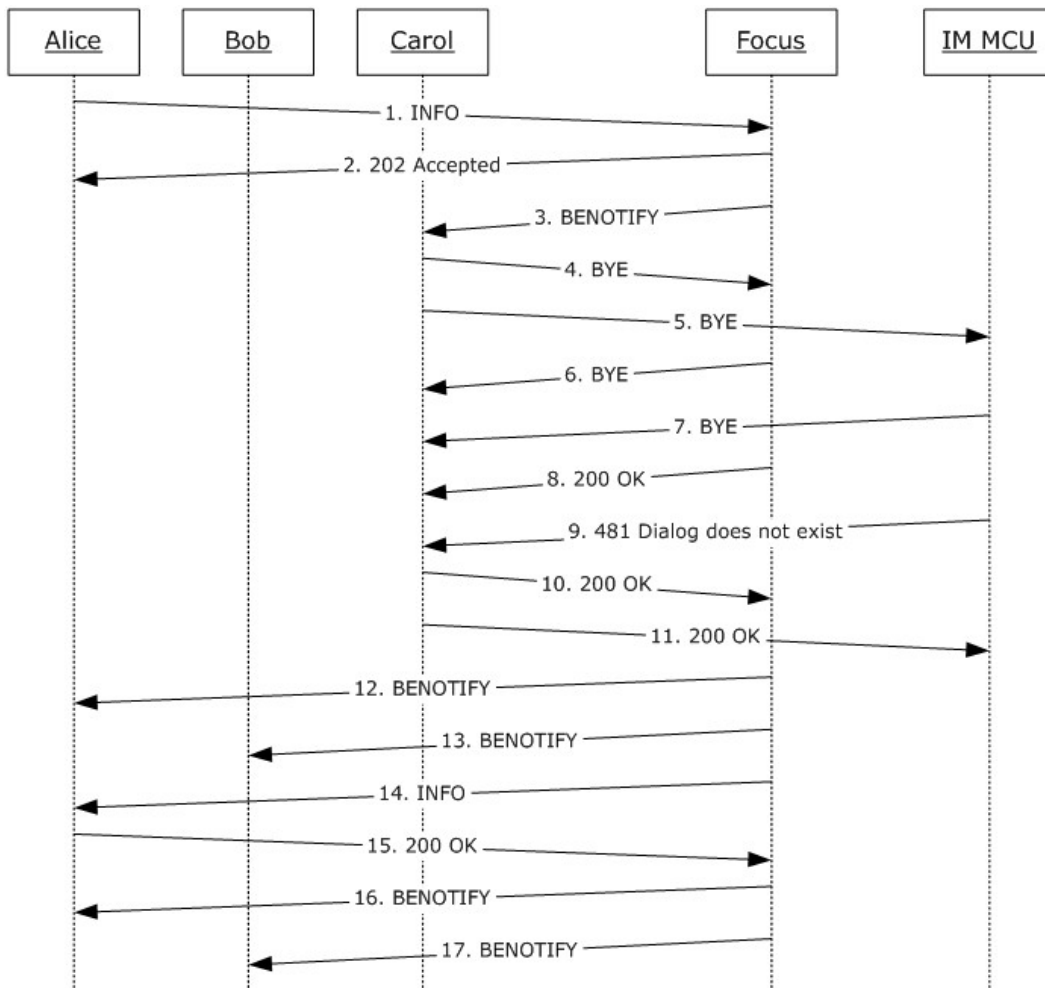 Alice Bob Carol Focus IM MCU
1. INFO
2. 202 Accepted
3. BENOTIFY
4. BYE
5. BYE
6. BYE
7. BYE
8. 200 OK
9. 481 Dialog does not exist
10. 200 OK
11. 200 OK
12. BENOTIFY
13. BENOTIFY
14. INFO
15. 200 OK
16. BENOTIFY
17. BENOTIFY